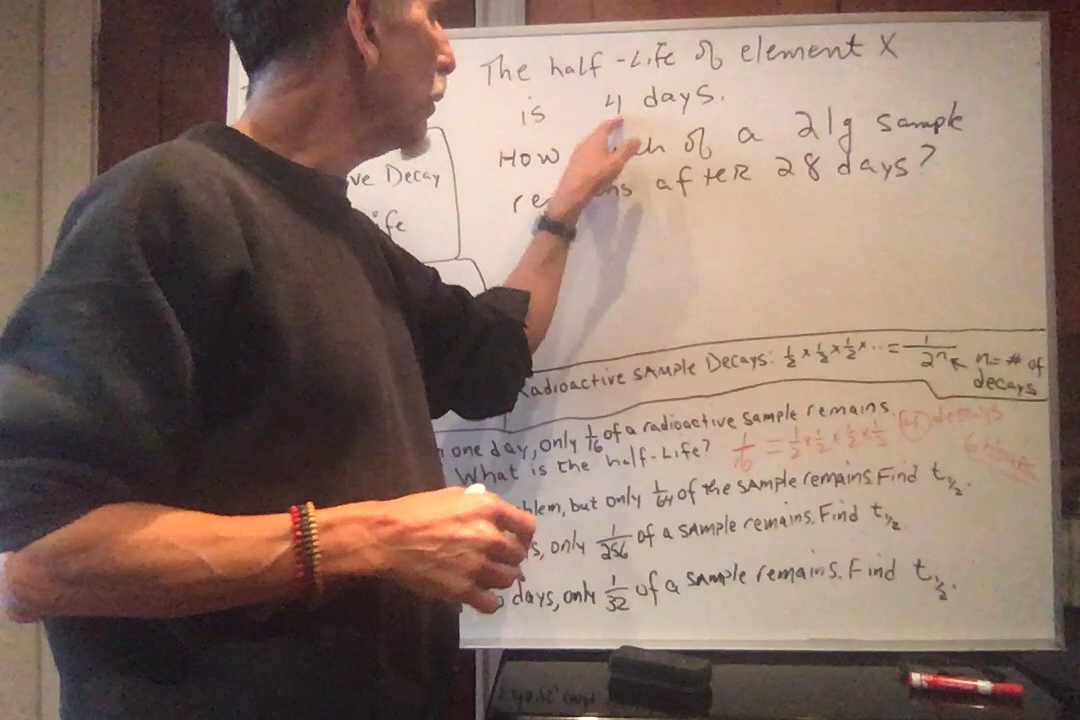 The half-Life of element X
is 4 days.
How of a 21g sample
after 28 days?
ve Decay
ife
Radioactive sample Decays: 1/2 x 1/2 x 1/2 x .. = 1/2ⁿ ← n = # of
decays
one day, only 1/16 of a radioactive sample remains.
What is the half-Life? 1/16 = 1/2 x 1/2 x 1/2 x 1/2 4 decays
6 hours
blem, but only 1/64 of the sample remains. Find t1/2.
s, only 1/256 of a sample remains. Find t1/2
days, only 1/32 of a sample remains. Find t1/2.